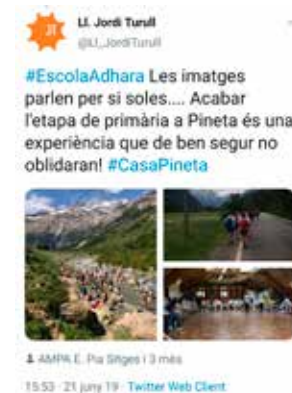 Ll. Jordi Turull
@Ll_JordiTurull
#EscolaAdhara Les imatges
parlen per si soles.... Acabar
l'etapa de primària a Pineta és una
experiència que de ben segur no
oblidaran! #CasaPineta
AMPA E. Pia Sitges i 3 més
15:53 · 21 juny 19 · Twitter Web Client